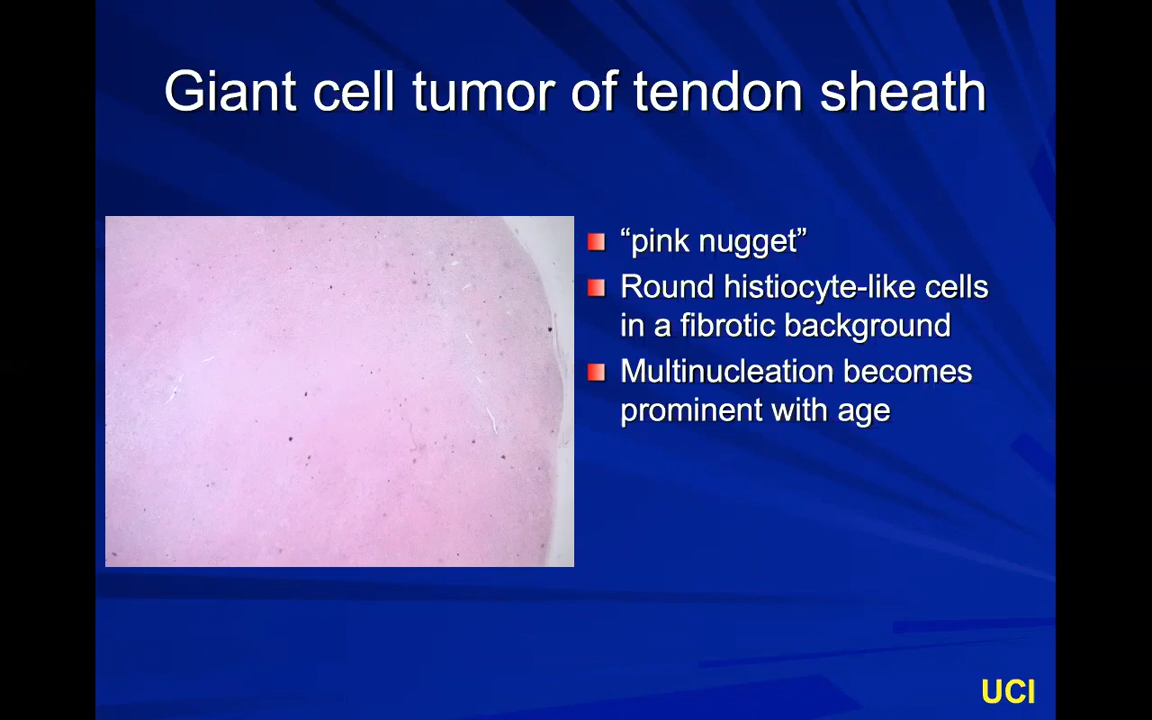 Giant cell tumor of tendon sheath
“pink nugget”
Round histiocyte-like cells
in a fibrotic background
Multinucleation becomes
prominent with age
UCI